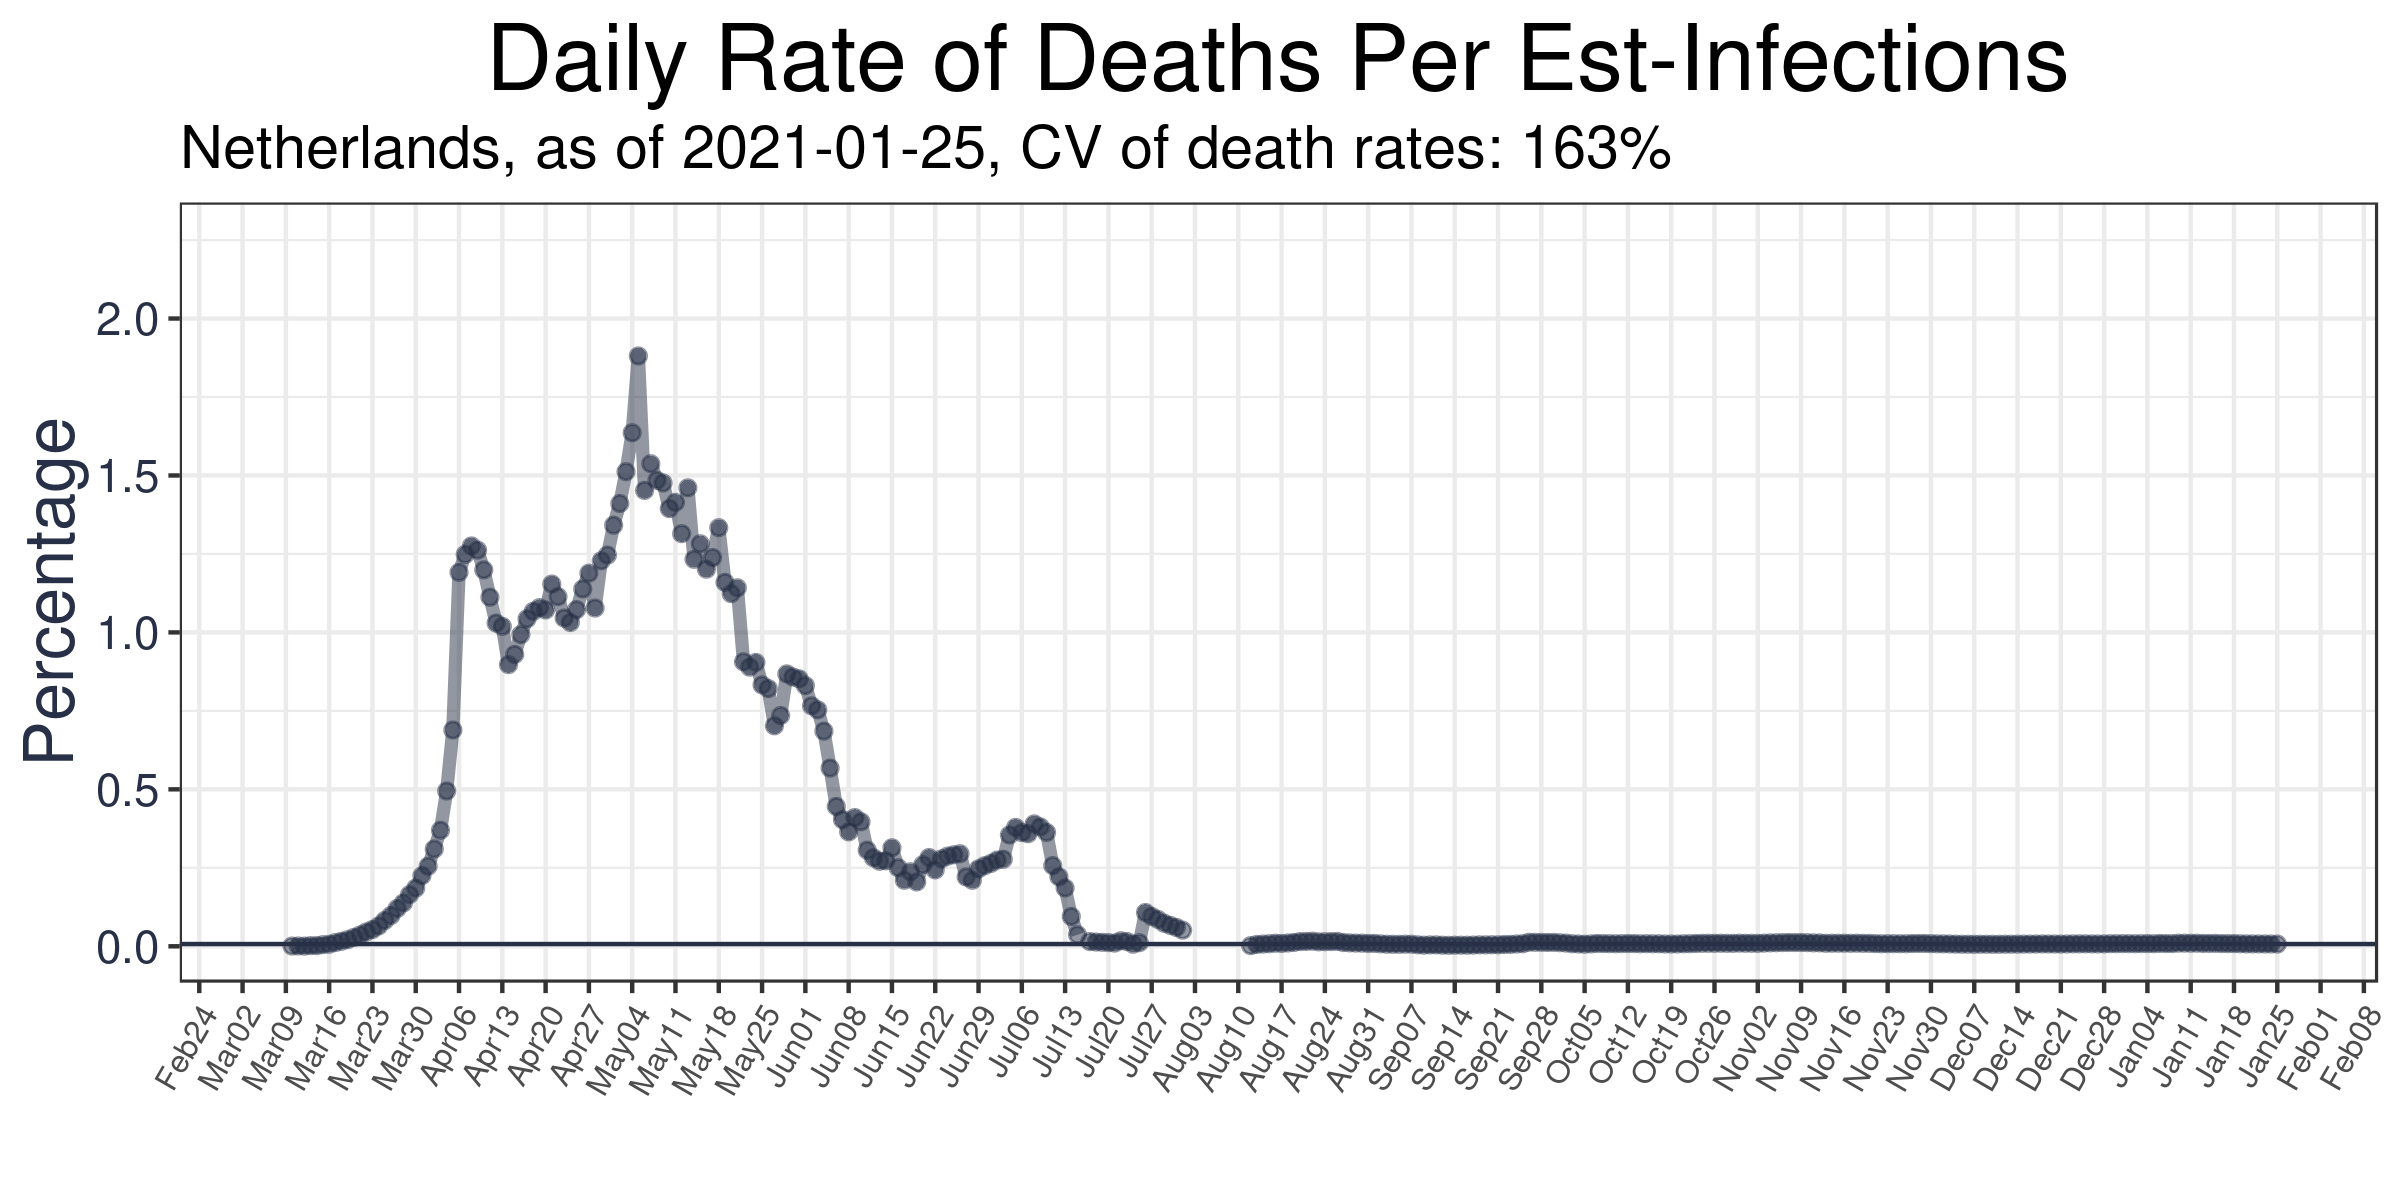 Daily Rate of Deaths Per Est-Infections
Netherlands, as of 2021-01-25, CV of death rates: 163%
Percentage
2.0
1.5
1.0
0.5
0.0
Feb24
Mar02
Mar09
Mar16
Mar23
Mar30
Apr06
Apr13
Apr20
Apr27
May04
May11
May18
May25
Jun01
Jun08
Jun15
Jun22
Jun29
Jul06
Jul13
Jul20
Jul27
Aug03
Aug10
Aug17
Aug24
Aug31
Sep07
Sep14
Sep21
Sep28
Oct05
Oct12
Oct19
Oct26
Nov02
Nov09
Nov16
Nov23
Nov30
Dec07
Dec14
Dec21
Dec28
Jan04
Jan11
Jan18
Jan25
Feb01
Feb08